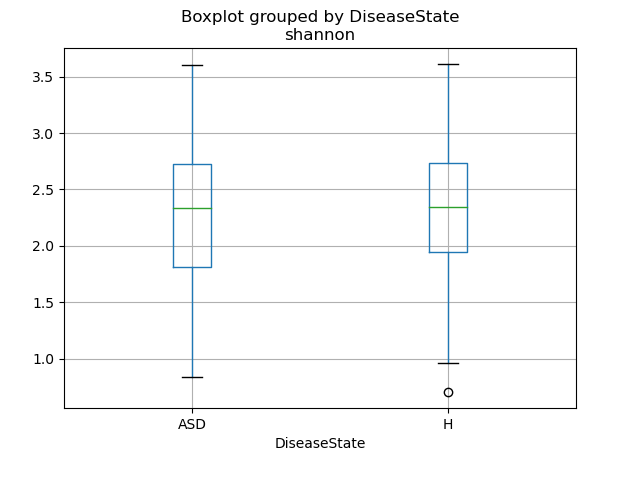 Boxplot grouped by DiseaseState
shannon
3.5
3.0
2.5
2.0
1.5
1.0
ASD
H
DiseaseState